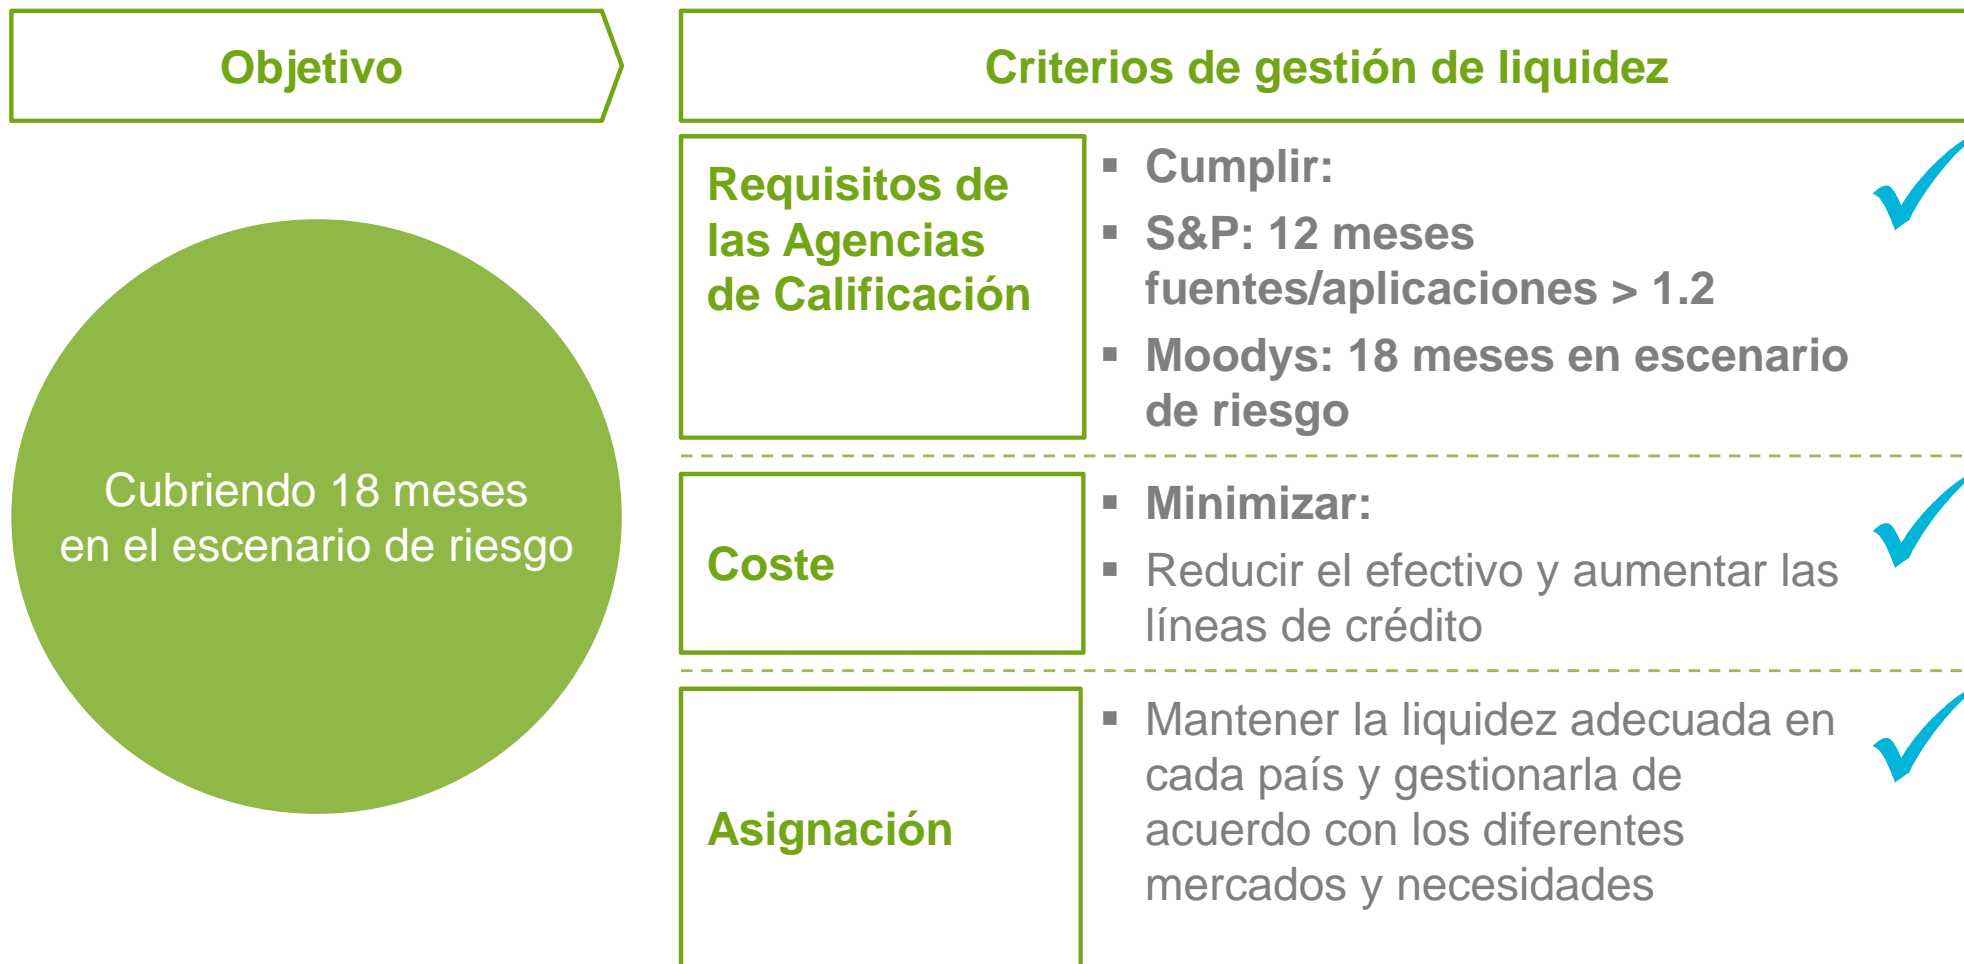 Objetivo
Criterios de gestión de liquidez
Cubriendo 18 meses
en el escenario de riesgo
Requisitos de
las Agencias
de Calificación
▪ Cumplir:
▪ S&P: 12 meses
fuentes/aplicaciones > 1.2
▪ Moodys: 18 meses en escenario
de riesgo
Coste
▪ Minimizar:
▪ Reducir el efectivo y aumentar las
líneas de crédito
Asignación
▪ Mantener la liquidez adecuada en
cada país y gestionarla de
acuerdo con los diferentes
mercados y necesidades